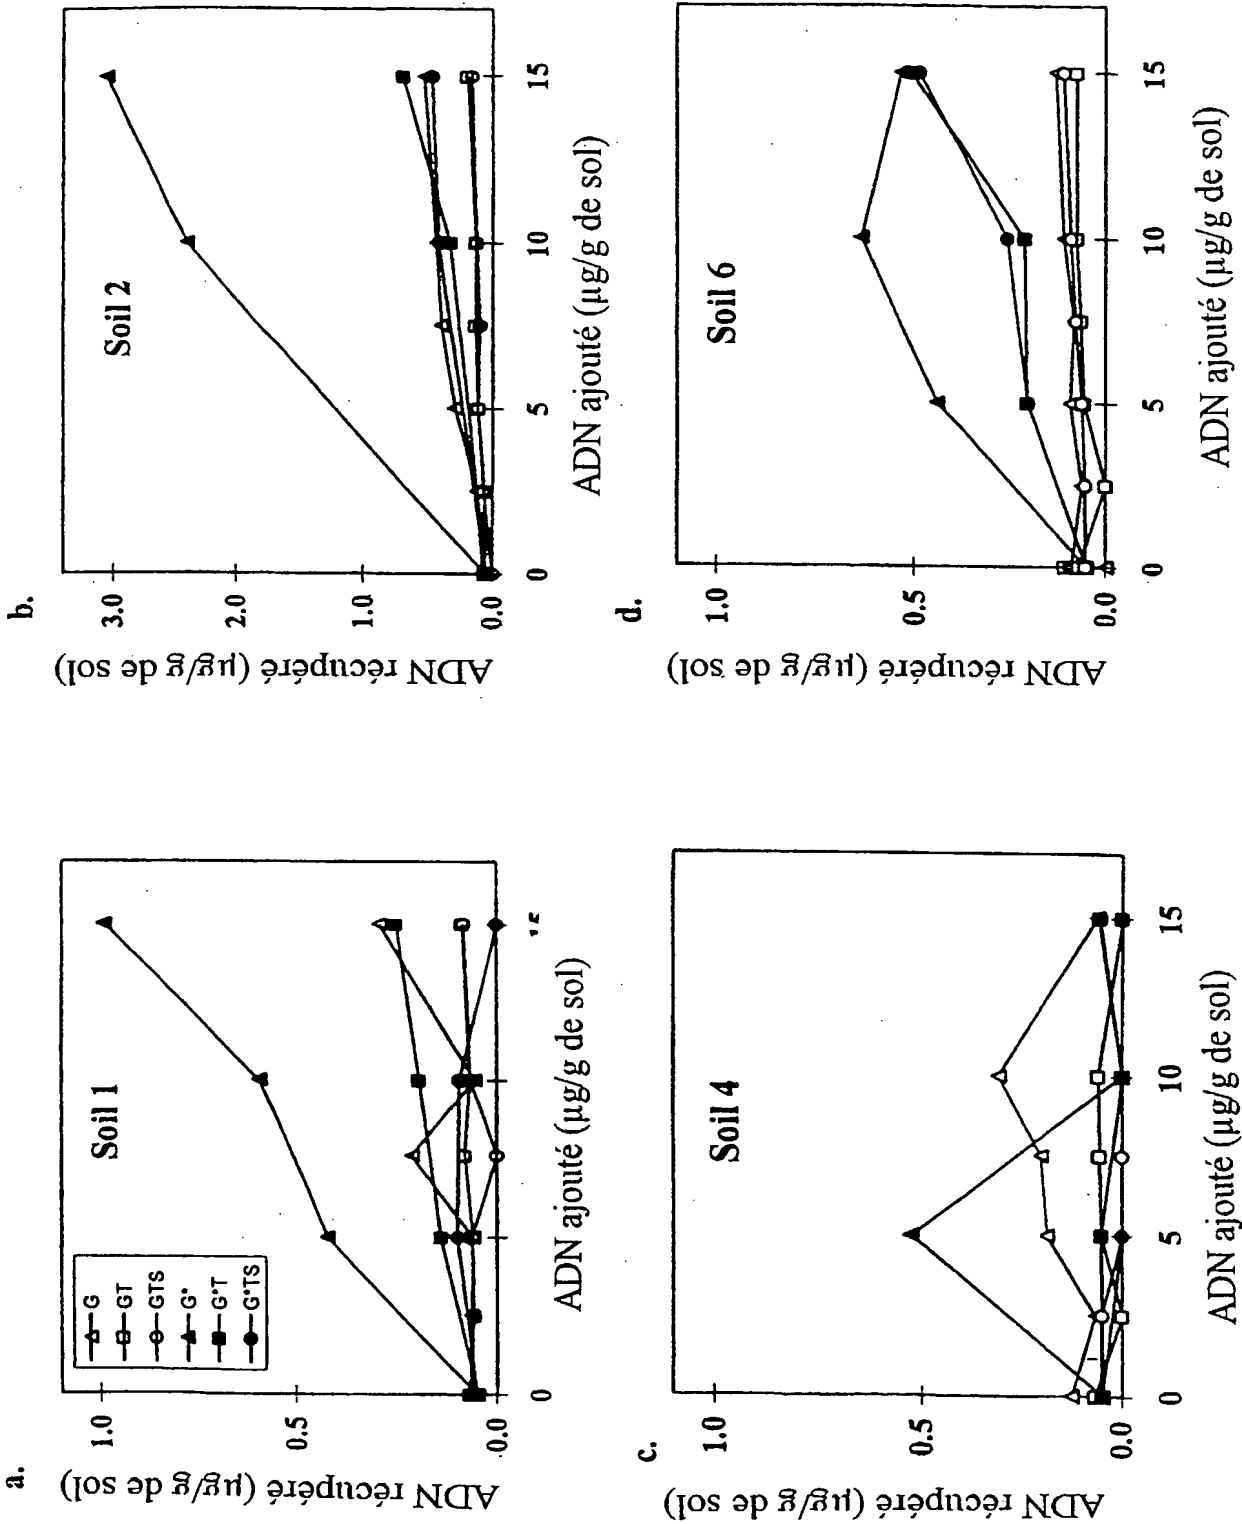 a.
Soil 1
G
GT
GTS
G*
G*T
G*TS
1.0
0.5
0.0
0
5
10
ADN récupéré (µg/g de sol)
ADN ajouté (µg/g de sol)
b.
Soil 2
3.0
2.0
1.0
0.0
0
5
10
15
ADN récupéré (µg/g de sol)
ADN ajouté (µg/g de sol)
c.
Soil 4
1.0
0.5
0.0
0
5
10
15
ADN récupéré (µg/g de sol)
ADN ajouté (µg/g de sol)
d.
Soil 6
1.0
0.5
0.0
0
5
10
15
ADN récupéré (µg/g de sol)
ADN ajouté (µg/g de sol)